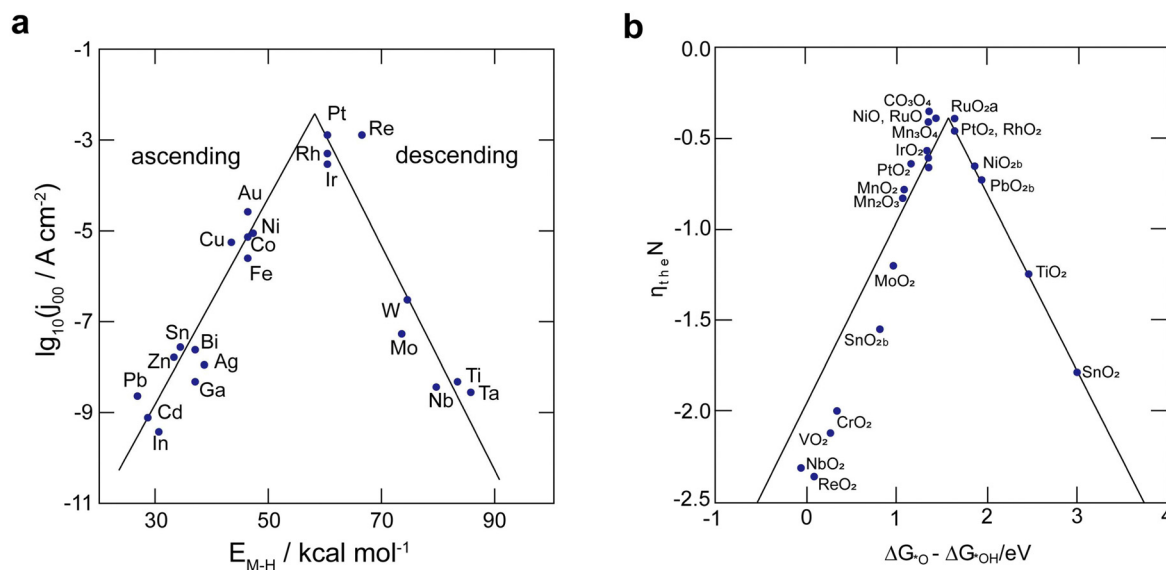 a
-1
-3
-5
-7
-9
-11
lg₁₀(j₀₀ / A cm⁻²)
ascending
descending
Pt
Re
Rh
Ir
Au
Ni
Cu
Co
Fe
W
Mo
Sn
Bi
Zn
Ag
Ga
Pb
Cd
In
Nb
Ti
Ta
30
50
70
90
E_M-H / kcal mol⁻¹
b
0.0
-0.5
-1.0
-1.5
-2.0
-2.5
η_the N
CO₃O₄
RuO₂a
NiO, RuO
PtO₂, RhO₂
Mn₃O₄
IrO₂
NiO₂b
PtO₂
PbO₂b
MnO₂
Mn₂O₃
MoO₂
TiO₂
SnO₂b
SnO₂
CrO₂
VO₂
NbO₂
ReO₂
-1
0
1
2
3
4
ΔG*O - ΔG*OH/eV